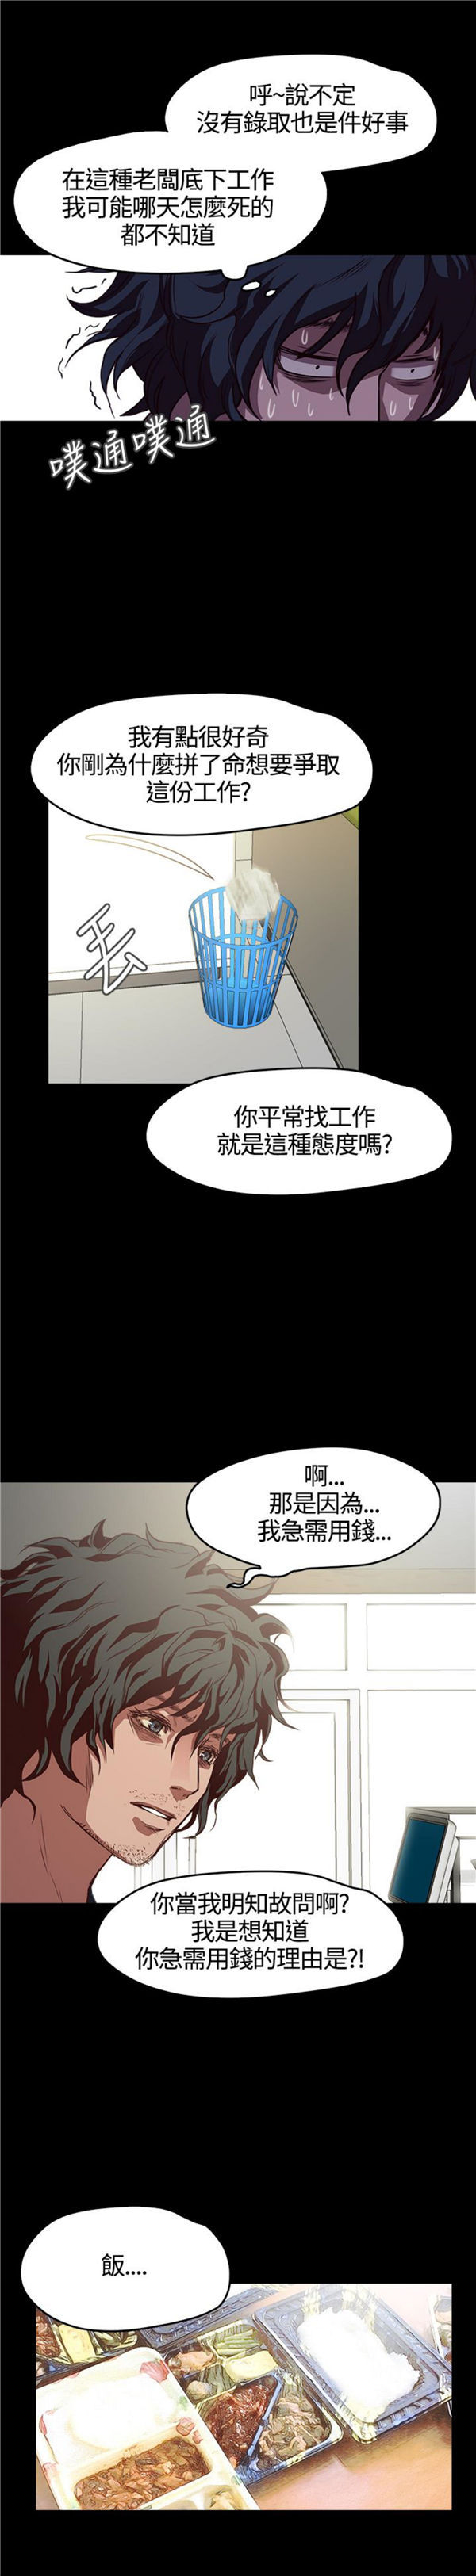 呼~說不定
沒有錄取也是件好事
在這種老闆底下工作
我可能哪天怎麼死的
都不知道
噗通噗通
我有點很好奇
你剛為什麼拼了命想要爭取
這份工作?
丟
你平常找工作
就是這種態度嗎?
啊...
那是因為...
我急需用錢...
你當我明知故問啊?
我是想知道
你急需用錢的理由是?!
飯....